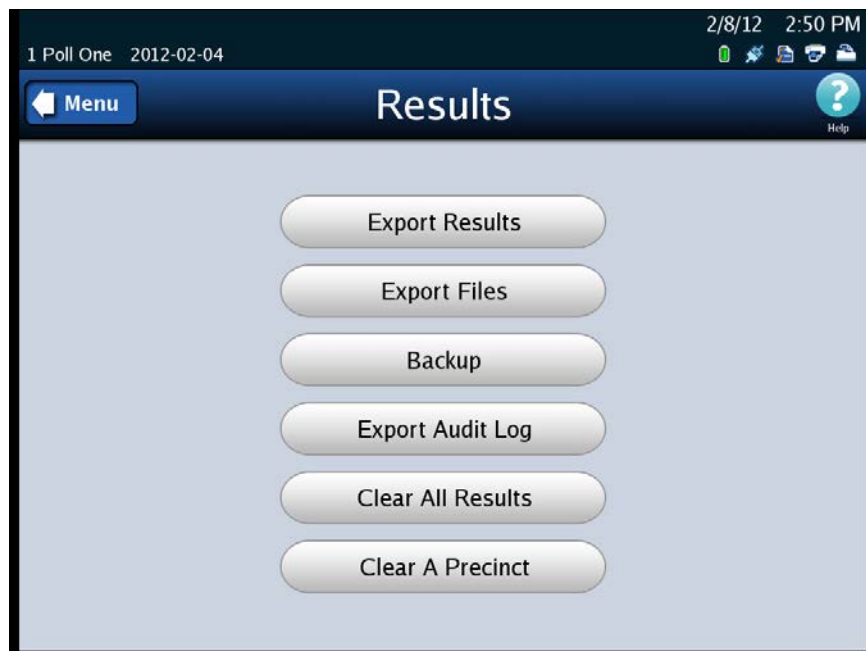 2/8/12 2:50 PM
1 Poll One 2012-02-04
Menu
Results
?
Help
Export Results
Export Files
Backup
Export Audit Log
Clear All Results
Clear A Precinct